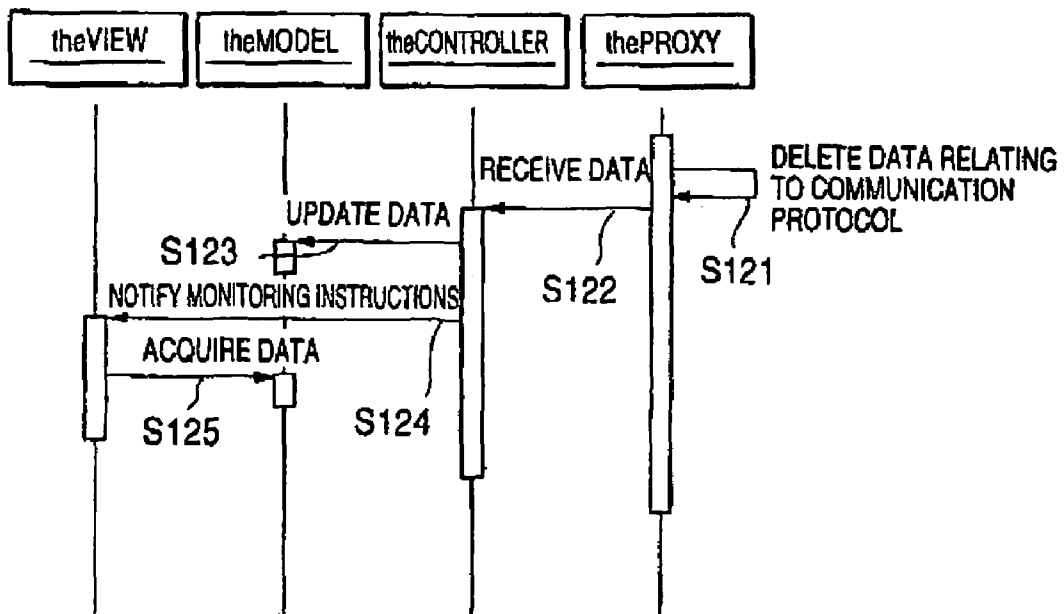 theVIEW
theMODEL
theCONTROLLER
thePROXY
RECEIVE DATA
DELETE DATA RELATING
TO COMMUNICATION
PROTOCOL
UPDATE DATA
S123
S122
S121
NOTIFY MONITORING INSTRUCTIONS
ACQUIRE DATA
S125
S124